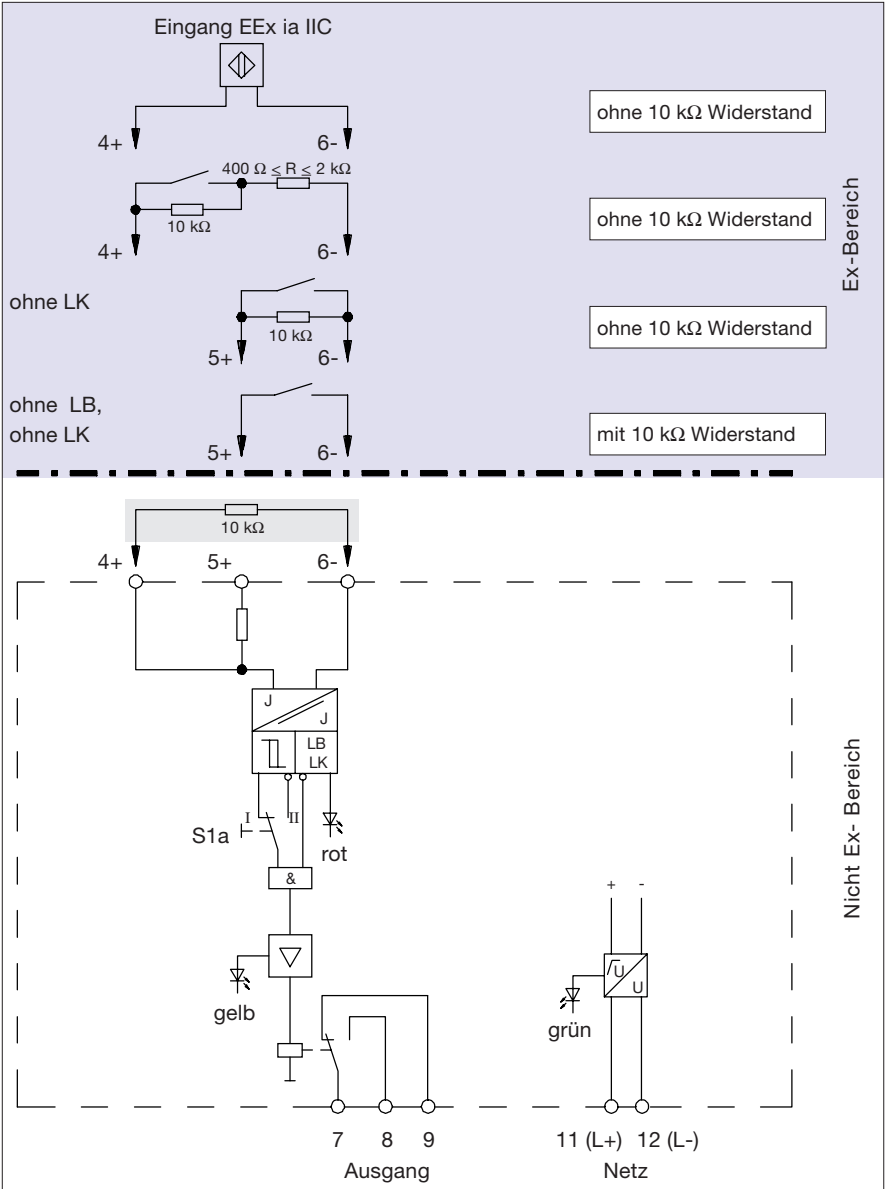 Eingang EEx ia IIC
4+ 6-
ohne 10 kΩ Widerstand
400 Ω ≤ R ≤ 2 kΩ
10 kΩ
4+ 6-
ohne 10 kΩ Widerstand
Ex-Bereich
ohne LK
10 kΩ
5+ 6-
ohne 10 kΩ Widerstand
ohne LB,
ohne LK
5+ 6-
mit 10 kΩ Widerstand
10 kΩ
4+ 5+ 6-
J
J
LB
LK
I II
S1a
rot
&
gelb
+ -
U
U
grün
Nicht Ex- Bereich
7 8 9 11 (L+) 12 (L-)
Ausgang Netz